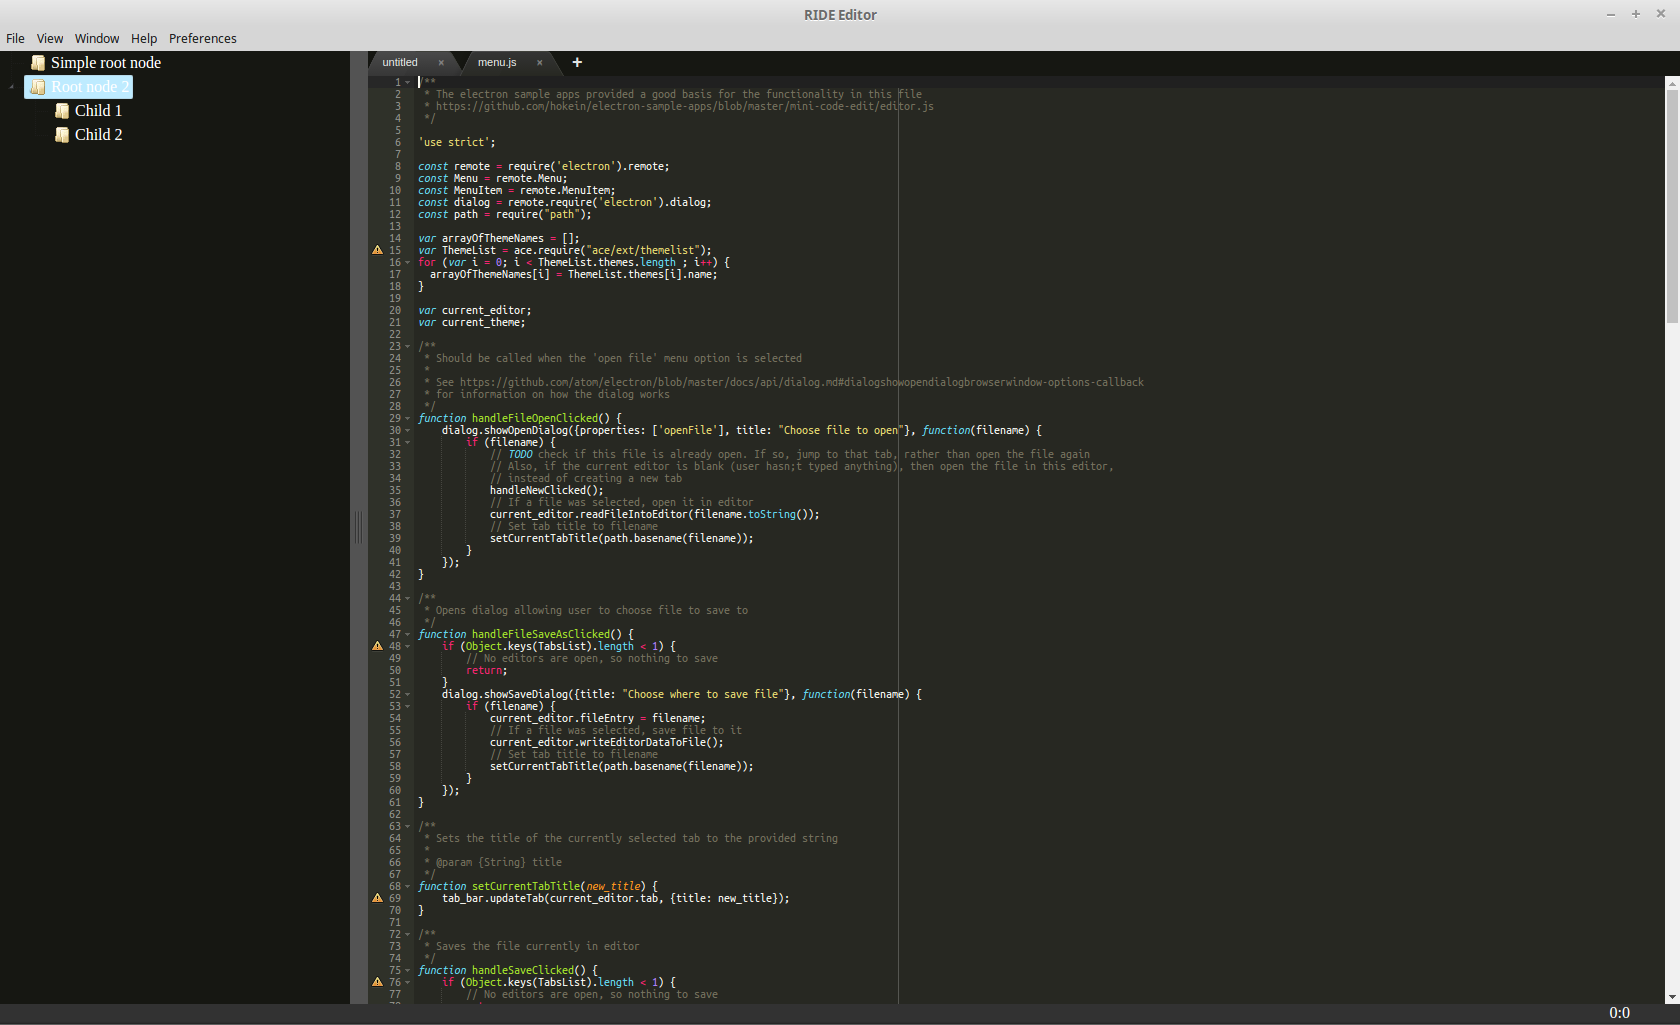 RIDE Editor
File View Window Help Preferences
Simple root node
Root node 2
Child 1
Child 2
untitled × menu.js × +
1 /**
2  * The electron sample apps provided a good basis for the functionality in this file
3  * https://github.com/hokein/electron-sample-apps/blob/master/mini-code-edit/editor.js
4  */
5
6 'use strict';
7
8 const remote = require('electron').remote;
9 const Menu = remote.Menu;
10 const MenuItem = remote.MenuItem;
11 const dialog = remote.require('electron').dialog;
12 const path = require("path");
13
14 var arrayOfThemeNames = [];
15 var ThemeList = ace.require("ace/ext/themelist");
16 for (var i = 0; i < ThemeList.themes.length ; i++) {
17   arrayOfThemeNames[i] = ThemeList.themes[i].name;
18 }
19
20 var current_editor;
21 var current_theme;
22
23 /**
24  * Should be called when the 'open file' menu option is selected
25  *
26  * See https://github.com/atom/electron/blob/master/docs/api/dialog.md#dialogshowopendialogbrowserwindow-options-callback
27  * for information on how the dialog works
28  */
29 function handleFileOpenClicked() {
30     dialog.showOpenDialog({properties: ['openFile'], title: "Choose file to open"}, function(filename) {
31         if (filename) {
32             // TODO check if this file is already open. If so, jump to that tab, rather than open the file again
33             // Also, if the current editor is blank (user hasn;t typed anything), then open the file in this editor,
34             // instead of creating a new tab
35             handleNewClicked();
36             // If a file was selected, open it in editor
37             current_editor.readFileIntoEditor(filename.toString());
38             // Set tab title to filename
39             setCurrentTabTitle(path.basename(filename));
40         }
41     });
42 }
43
44 /**
45  * Opens dialog allowing user to choose file to save to
46  */
47 function handleFileSaveAsClicked() {
48     if (Object.keys(TabsList).length < 1) {
49         // No editors are open, so nothing to save
50         return;
51     }
52     dialog.showSaveDialog({title: "Choose where to save file"}, function(filename) {
53         if (filename) {
54             current_editor.fileEntry = filename;
55             // If a file was selected, save file to it
56             current_editor.writeEditorDataToFile();
57             // Set tab title to filename
58             setCurrentTabTitle(path.basename(filename));
59         }
60     });
61 }
62
63 /**
64  * Sets the title of the currently selected tab to the provided string
65  *
66  * @param {String} title
67  */
68 function setCurrentTabTitle(new_title) {
69     tab_bar.updateTab(current_editor.tab, {title: new_title});
70 }
71
72 /**
73  * Saves the file currently in editor
74  */
75 function handleSaveClicked() {
76     if (Object.keys(TabsList).length < 1) {
77         // No editors are open, so nothing to save
0:0